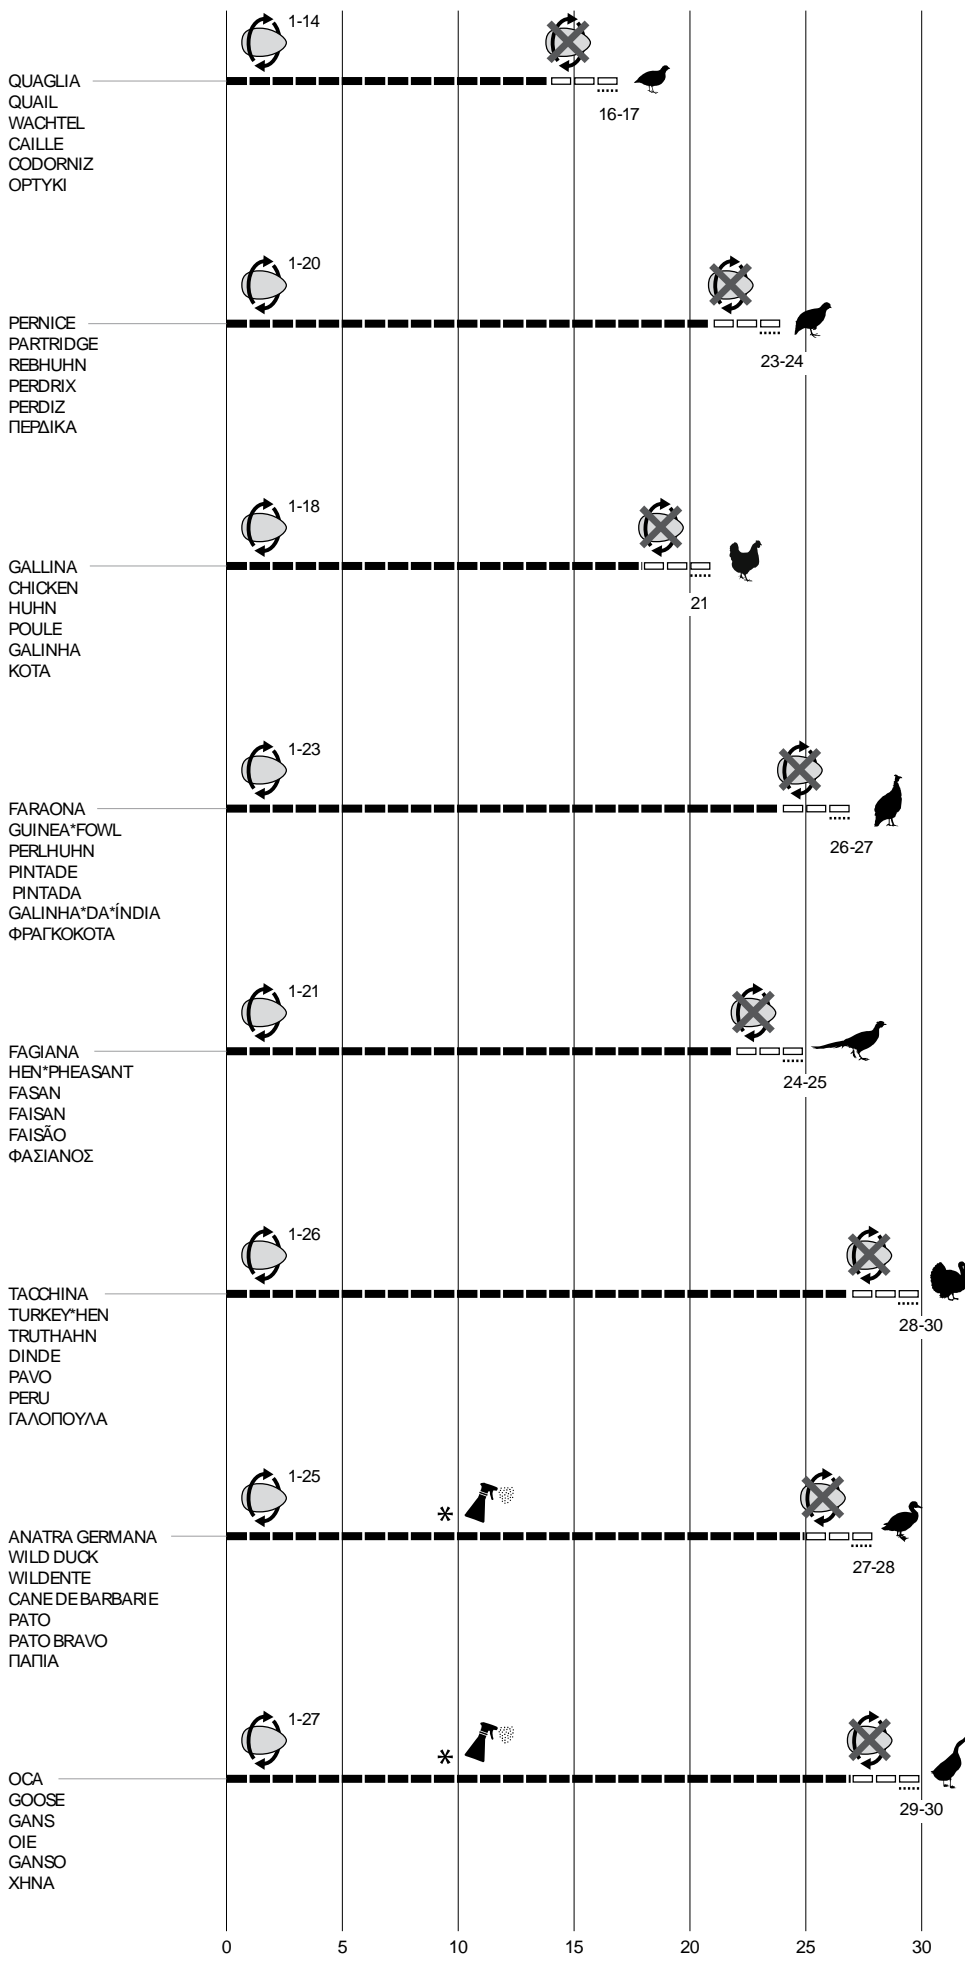 1-14
QUAGLIA
QUAIL
WACHTEL
CAILLE
CODORNIZ
ΟΡΤΥΚΙ
16-17
1-20
PERNICE
PARTRIDGE
REBHUHN
PERDRIX
PERDIZ
ΠΕΡΔΙΚΑ
23-24
1-18
GALLINA
CHICKEN
HUHN
POULE
GALINHA
ΚΟΤΑ
21
1-23
FARAONA
GUINEA*FOWL
PERLHUHN
PINTADE
PINTADA
GALINHA*DA*ÍNDIA
ΦΡΑΓΚΟΚΟΤΑ
26-27
1-21
FAGIANA
HEN*PHEASANT
FASAN
FAISAN
FAISÃO
ΦΑΣΙΑΝΟΣ
24-25
1-26
TACCHINA
TURKEY*HEN
TRUTHAHN
DINDE
PAVO
PERU
ΓΑΛΟΠΟΥΛΑ
28-30
1-25
*
ANATRA GERMANA
WILD DUCK
WILDENTE
CANE DE BARBARIE
PATO
PATO BRAVO
ΠΑΠΙΑ
27-28
1-27
*
OCA
GOOSE
GANS
OIE
GANSO
ΧΗΝΑ
29-30
0 5 10 15 20 25 30